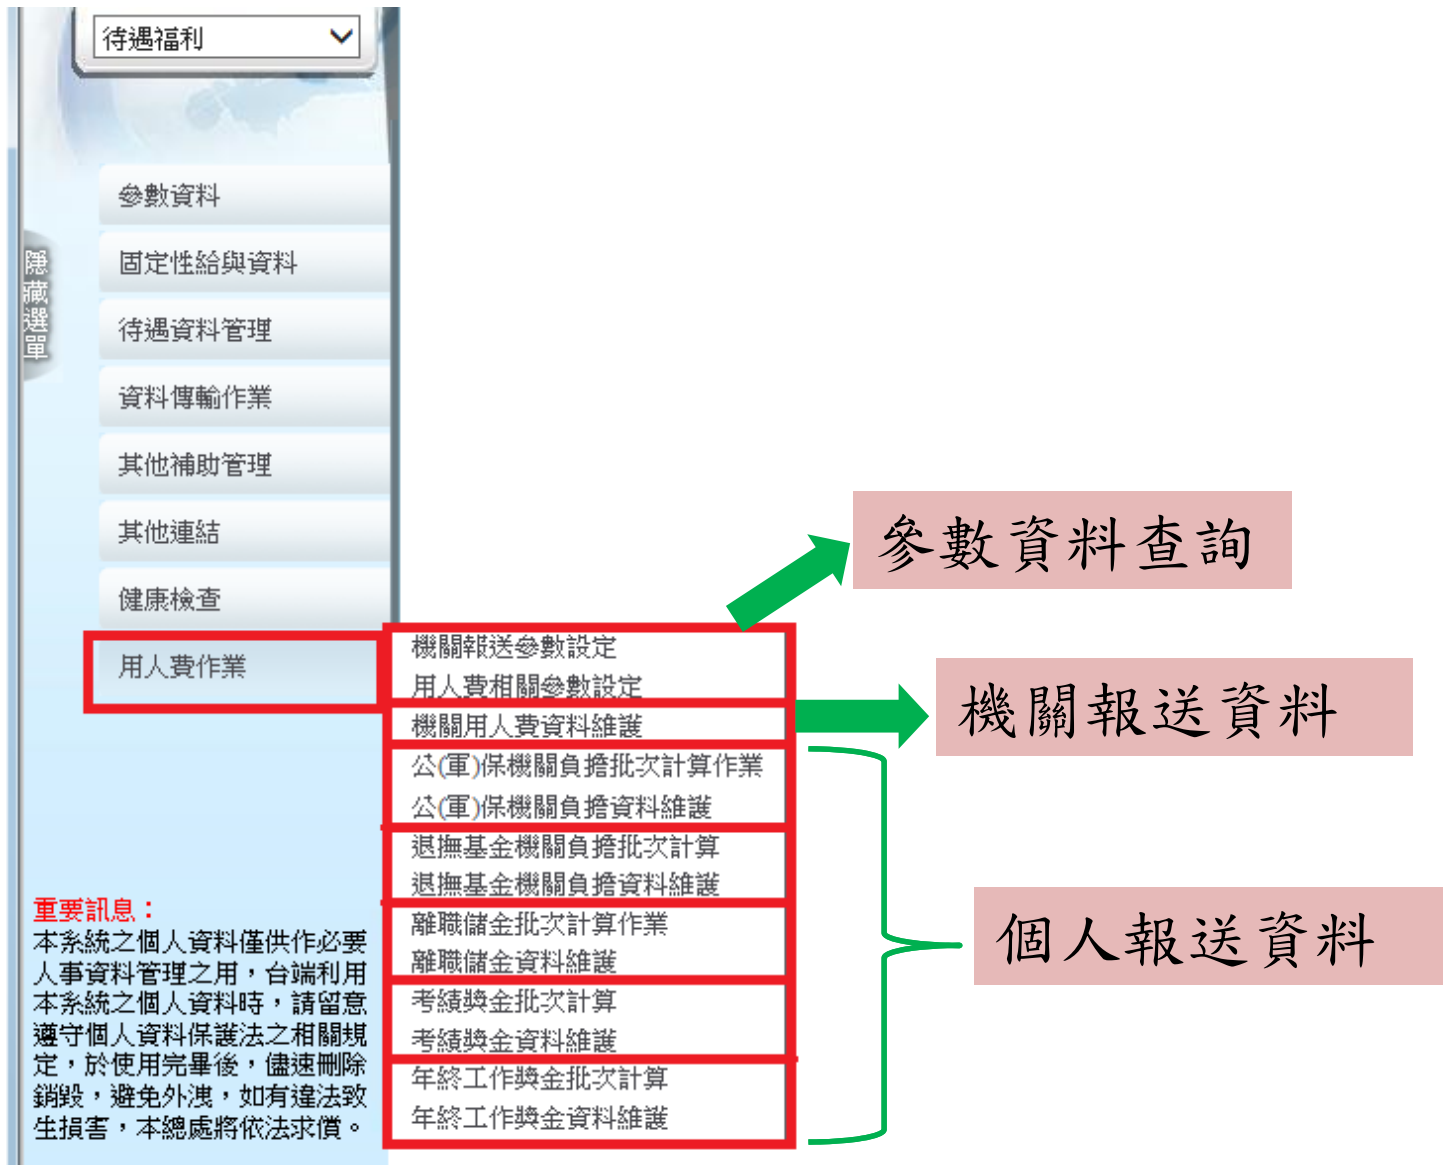 待遇福利
參數資料
固定性給與資料
待遇資料管理
資料傳輸作業
其他補助管理
其他連結
健康檢查
用人費作業
隱藏選單
機關報送參數設定
用人費相關參數設定
機關用人費資料維護
公(軍)保機關負擔批次計算作業
公(軍)保機關負擔資料維護
退撫基金機關負擔批次計算
退撫基金機關負擔資料維護
離職儲金批次計算作業
離職儲金資料維護
考績獎金批次計算
考績獎金資料維護
年終工作獎金批次計算
年終工作獎金資料維護
參數資料查詢
機關報送資料
個人報送資料
重要訊息：
本系統之個人資料僅供作必要
人事資料管理之用，台端利用
本系統之個人資料時，請留意
遵守個人資料保護法之相關規
定，於使用完畢後，儘速刪除
銷毀，避免外洩，如有違法致
生損害，本總處將依法求償。